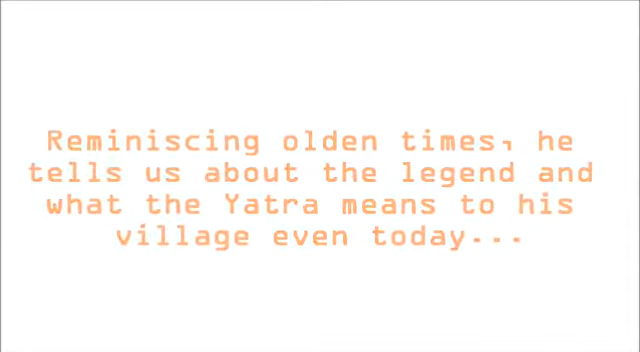 Reminiscing olden times, he
tells us about the legend and
what the Yatra means to his
village even today...